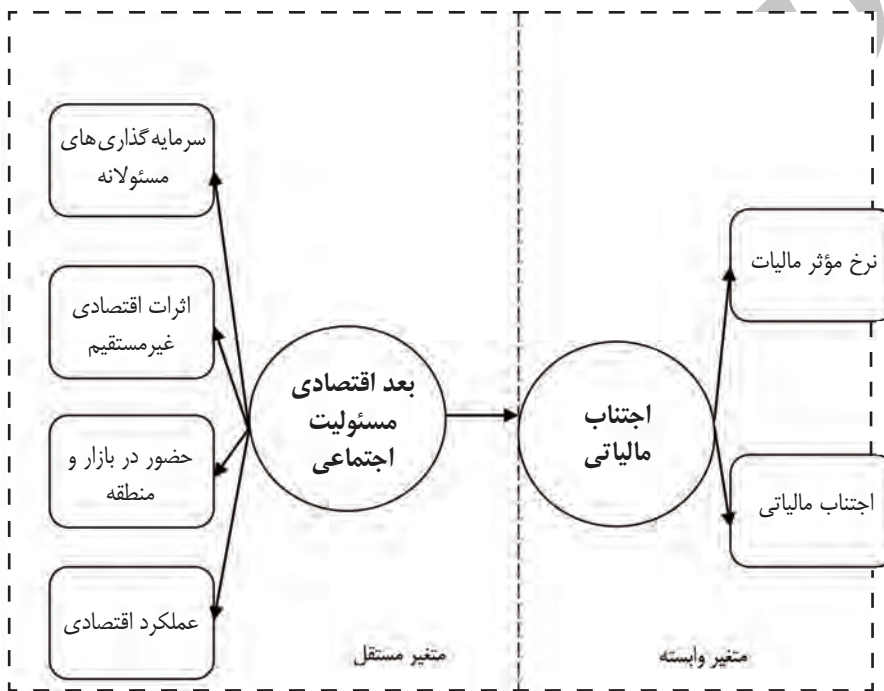 سرمایه‌گذاری‌های
مسئولانه
اثرات اقتصادی
غیرمستقیم
حضور در بازار و
منطقه
عملکرد اقتصادی
بعد اقتصادی
مسئولیت
اجتماعی
اجتناب
مالیاتی
نرخ مؤثر مالیات
اجتناب مالیاتی
متغیر مستقل
متغیر وابسته